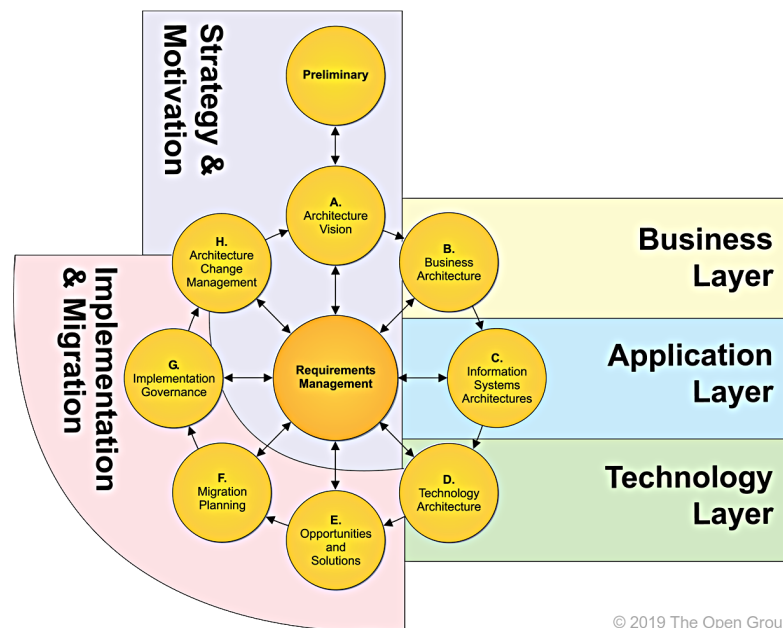 Strategy &
Motivation
Preliminary
A.
Architecture
Vision
H.
Architecture
Change
Management
B.
Business
Architecture
Business
Layer
Implementation
& Migration
G.
Implementation
Governance
Requirements
Management
C.
Information
Systems
Architectures
Application
Layer
F.
Migration
Planning
E.
Opportunities
and
Solutions
D.
Technology
Architecture
Technology
Layer
© 2019 The Open Grou